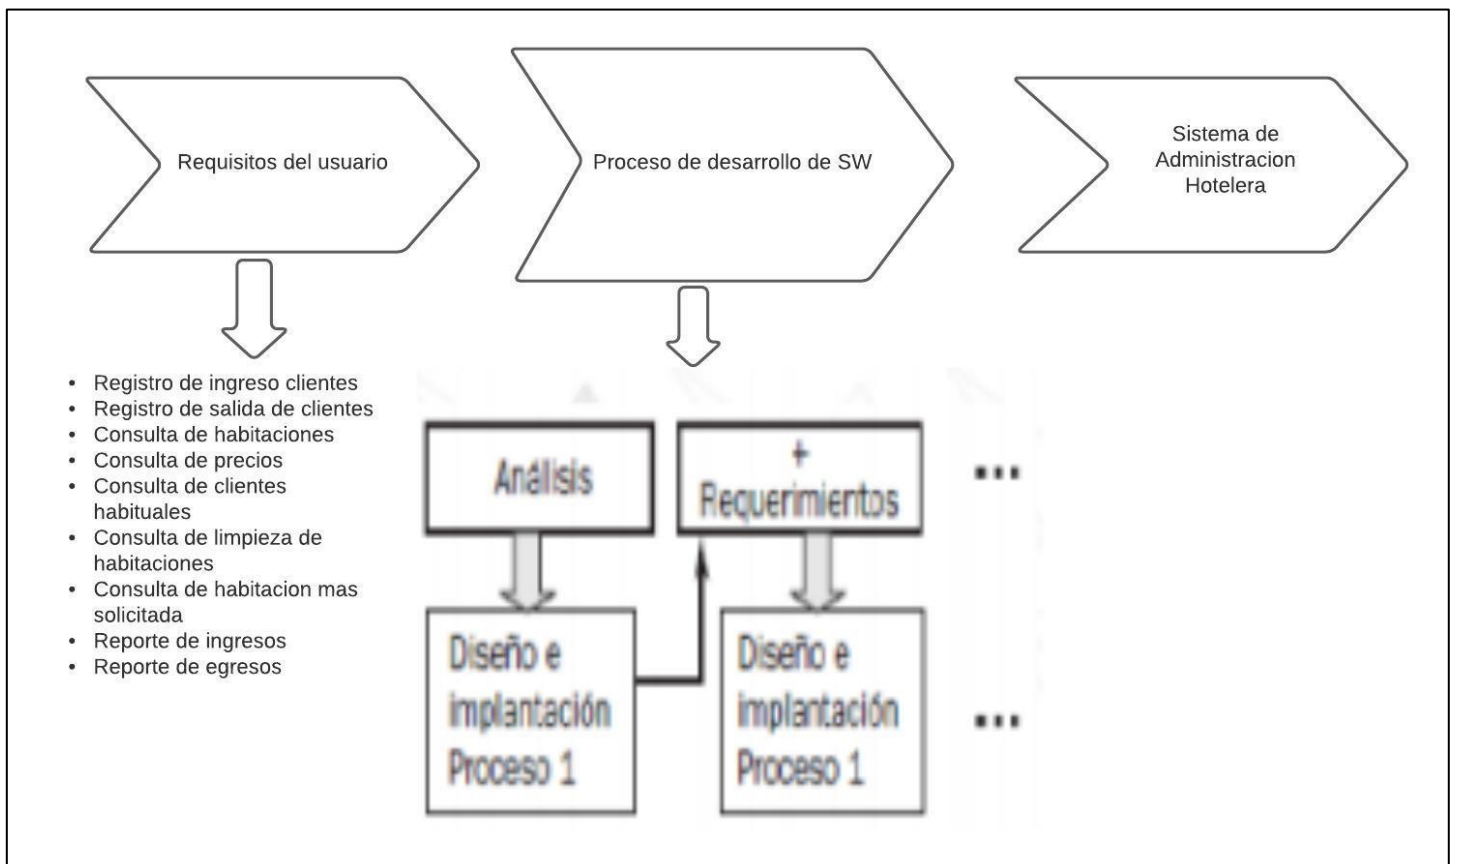 Requisitos del usuario
Proceso de desarrollo de SW
Sistema de
Administracion
Hotelera
• Registro de ingreso clientes
• Registro de salida de clientes
• Consulta de habitaciones
• Consulta de precios
• Consulta de clientes
habituales
• Consulta de limpieza de
habitaciones
• Consulta de habitacion mas
solicitada
• Reporte de ingresos
• Reporte de egresos
Análisis
+
Requerimientos
...
Diseño e
implantación
Proceso 1
Diseño e
implantación
Proceso 1
...